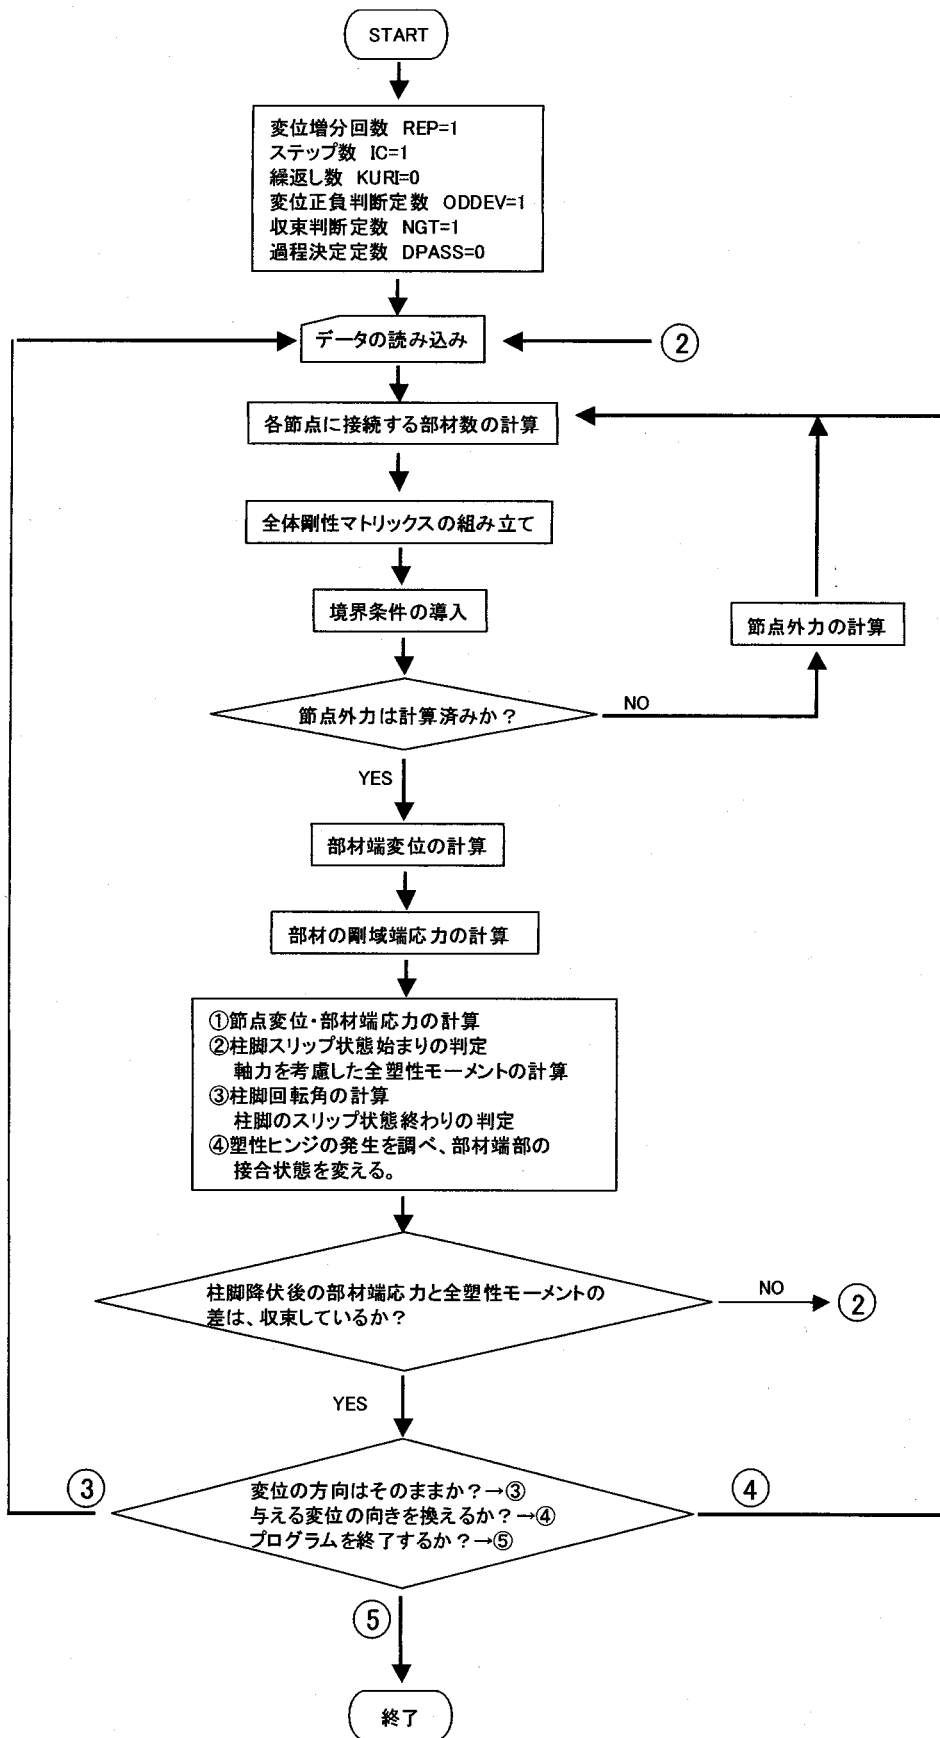 START
変位増分回数 REP=1
ステップ数 IC=1
繰返し数 KURI=0
変位正負判断定数 ODDEV=1
収束判断定数 NGT=1
過程決定定数 DPASS=0
データの読み込み
②
各節点に接続する部材数の計算
全体剛性マトリックスの組み立て
境界条件の導入
節点外力の計算
節点外力は計算済みか？
NO
YES
部材端変位の計算
部材の剛域端応力の計算
①節点変位・部材端応力の計算
②柱脚スリップ状態始まりの判定
軸力を考慮した全塑性モーメントの計算
③柱脚回転角の計算
柱脚のスリップ状態終わりの判定
④塑性ヒンジの発生を調べ、部材端部の
接合状態を変える。
柱脚降伏後の部材端応力と全塑性モーメントの
差は、収束しているか？
NO
②
YES
③
変位の方向はそのままか？→③
与える変位の向きを換えるか？→④
プログラムを終了するか？→⑤
④
⑤
終了